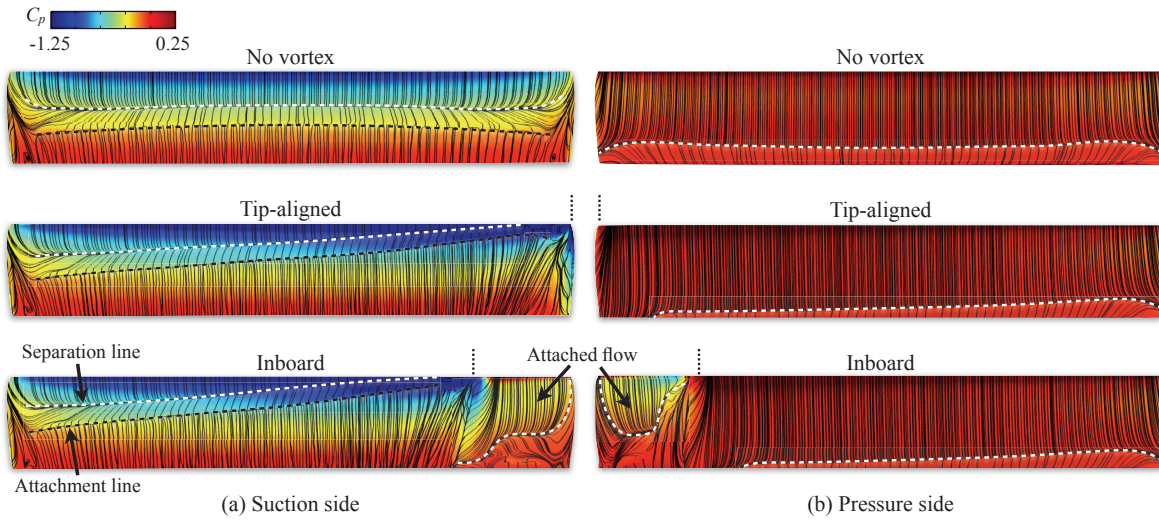 C_p
-1.25 0.25
No vortex No vortex
Tip-aligned Tip-aligned
Separation line Inboard Attached flow Inboard
Attachment line
(a) Suction side (b) Pressure side